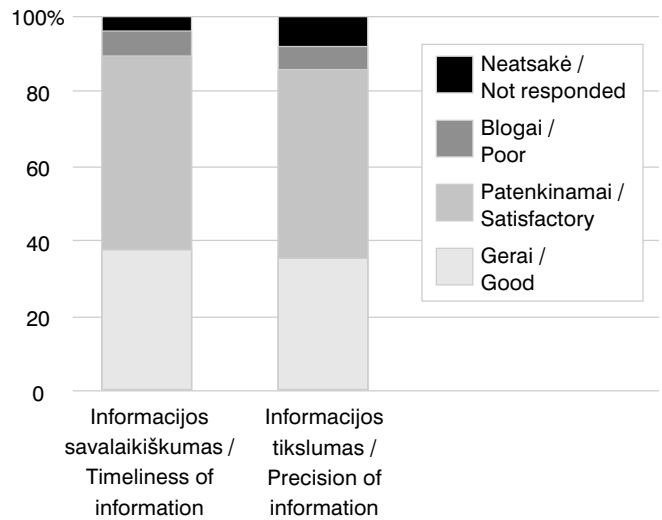 100%
80
60
40
20
0
Neatsakė /
Not responded
Blogai /
Poor
Patenkinamai /
Satisfactory
Gerai /
Good
Informacijos
savalaikiškumas /
Timeliness of
information
Informacijos
tikslumas /
Precision of
information